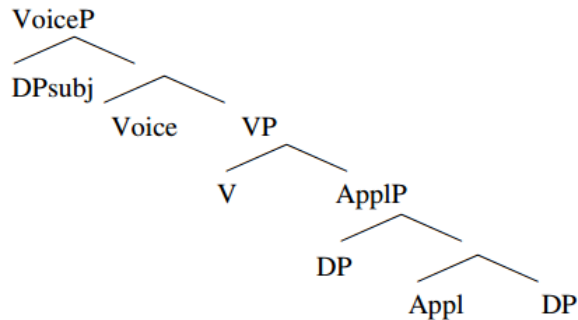 VoiceP
DPsubj
Voice VP
V ApplP
DP
Appl DP